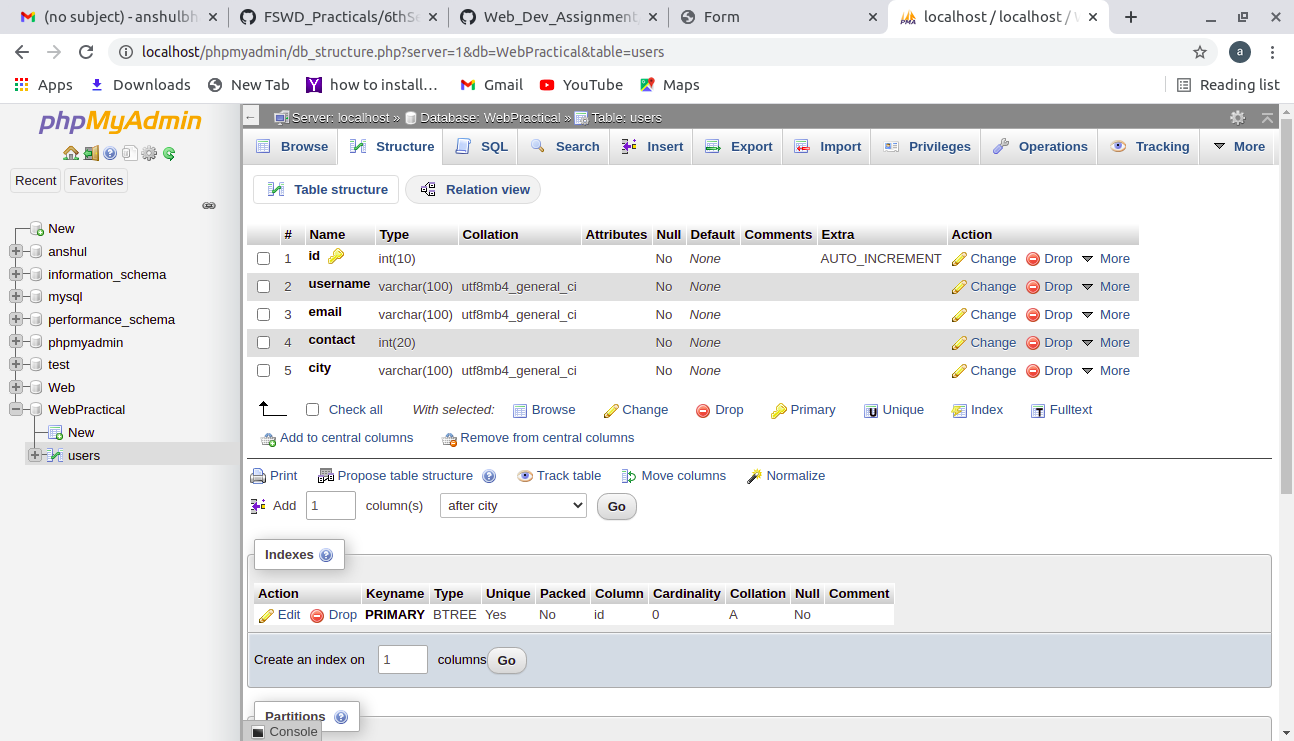 (no subject) - anshulbh
FSWD_Practicals/6thSe
Web_Dev_Assignment
Form
localhost / localhost / W
localhost/phpmyadmin/db_structure.php?server=1&db=WebPractical&table=users
a
Apps Downloads New Tab how to install… Gmail YouTube Maps Reading list
phpMyAdmin
Recent Favorites
New
anshul
information_schema
mysql
performance_schema
phpmyadmin
test
Web
WebPractical
New
users
Server: localhost » Database: WebPractical » Table: users
Browse Structure SQL Search Insert Export Import Privileges Operations Tracking More
Table structure Relation view
# Name Type Collation Attributes Null Default Comments Extra Action
1 id int(10) No None AUTO_INCREMENT Change Drop More
2 username varchar(100) utf8mb4_general_ci No None Change Drop More
3 email varchar(100) utf8mb4_general_ci No None Change Drop More
4 contact int(20) No None Change Drop More
5 city varchar(100) utf8mb4_general_ci No None Change Drop More
Check all With selected: Browse Change Drop Primary Unique Index Fulltext
Add to central columns Remove from central columns
Print Propose table structure Track table Move columns Normalize
Add 1 column(s) after city Go
Indexes
Action Keyname Type Unique Packed Column Cardinality Collation Null Comment
Edit Drop PRIMARY BTREE Yes No id 0 A No
Create an index on 1 columns Go
Partitions
Console